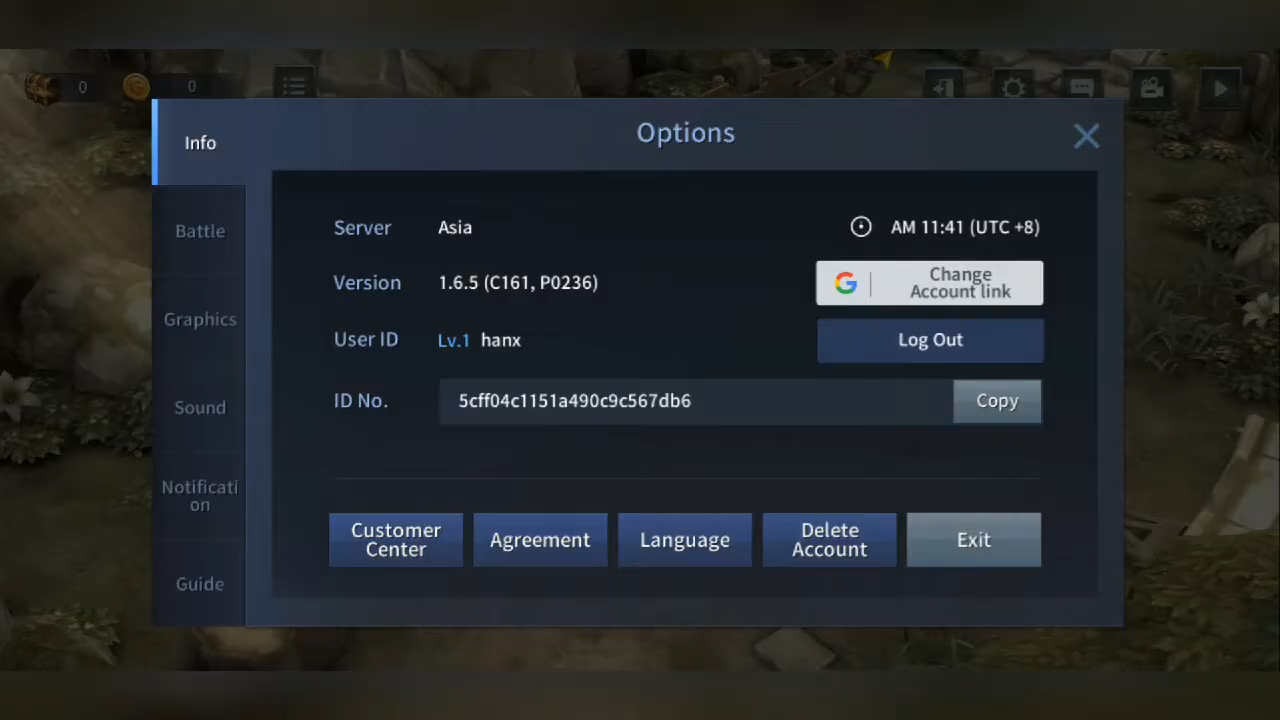 0 0
Info
Options
Battle
Server Asia AM 11:41 (UTC +8)
Graphics
Version 1.6.5 (C161, P0236)
Change
Account link
User ID Lv.1 hanx Log Out
Sound
ID No. 5cff04c1151a490c9c567db6 Copy
Notificati
on
Customer
Center
Agreement
Language
Delete
Account
Exit
Guide